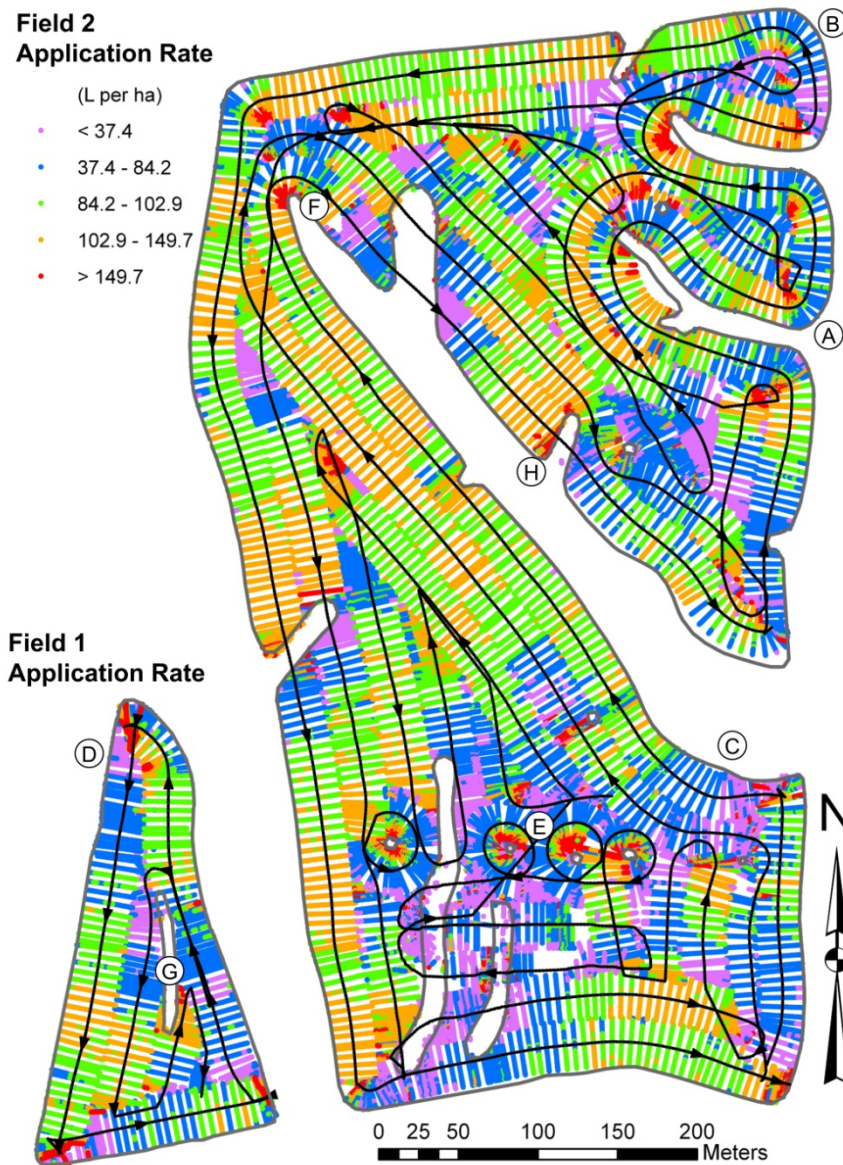 Field 2
Application Rate
(L per ha)
< 37.4
37.4 - 84.2
84.2 - 102.9
102.9 - 149.7
> 149.7
B
F
A
H
Field 1
Application Rate
D
C
E
N
G
0 25 50 100 150 200
Meters